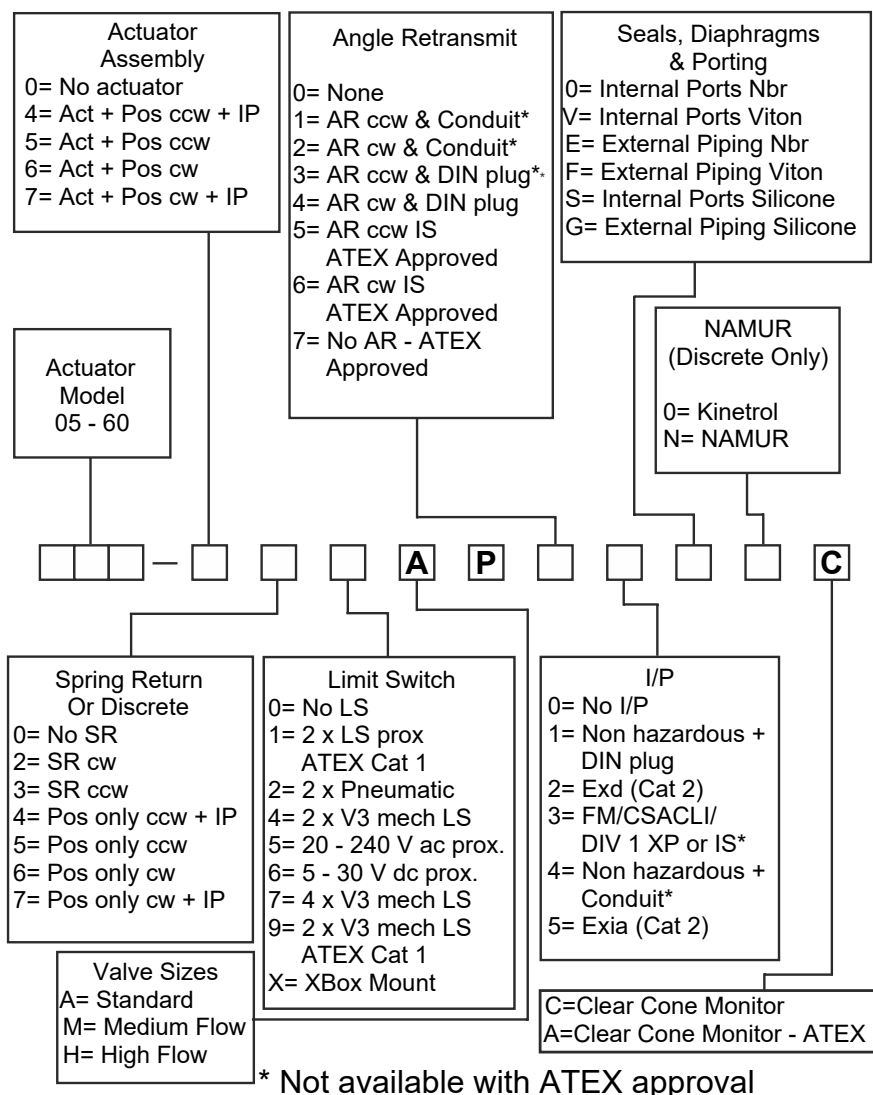 Actuator
Assembly
0= No actuator
4= Act + Pos ccw + IP
5= Act + Pos ccw
6= Act + Pos cw
7= Act + Pos cw + IP
Angle Retransmit
0= None
1= AR ccw & Conduit*
2= AR cw & Conduit*
3= AR ccw & DIN plug**
4= AR cw & DIN plug
5= AR ccw IS
ATEX Approved
6= AR cw IS
ATEX Approved
7= No AR - ATEX
Approved
Seals, Diaphragms
& Porting
0= Internal Ports Nbr
V= Internal Ports Viton
E= External Piping Nbr
F= External Piping Viton
S= Internal Ports Silicone
G= External Piping Silicone
Actuator
Model
05 - 60
NAMUR
(Discrete Only)
0= Kinetrol
N= NAMUR
– A P C
Spring Return
Or Discrete
0= No SR
2= SR cw
3= SR ccw
4= Pos only ccw + IP
5= Pos only ccw
6= Pos only cw
7= Pos only cw + IP
Limit Switch
0= No LS
1= 2 x LS prox
ATEX Cat 1
2= 2 x Pneumatic
4= 2 x V3 mech LS
5= 20 - 240 V ac prox.
6= 5 - 30 V dc prox.
7= 4 x V3 mech LS
9= 2 x V3 mech LS
ATEX Cat 1
X= XBox Mount
I/P
0= No I/P
1= Non hazardous +
DIN plug
2= Exd (Cat 2)
3= FM/CSACLI/
DIV 1 XP or IS*
4= Non hazardous +
Conduit*
5= Exia (Cat 2)
Valve Sizes
A= Standard
M= Medium Flow
H= High Flow
C=Clear Cone Monitor
A=Clear Cone Monitor - ATEX
* Not available with ATEX approval